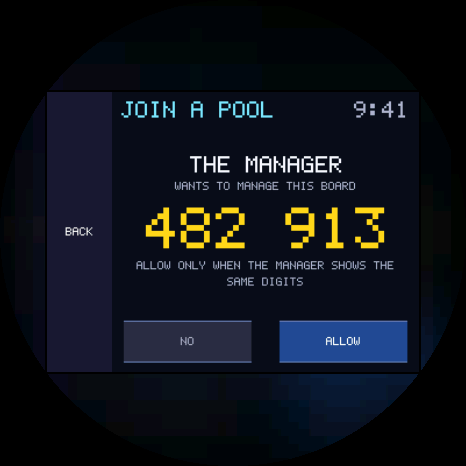 JOIN A POOL 9:41
THE MANAGER
WANTS TO MANAGE THIS BOARD
482 913
BACK
ALLOW ONLY WHEN THE MANAGER SHOWS THE
SAME DIGITS
NO ALLOW